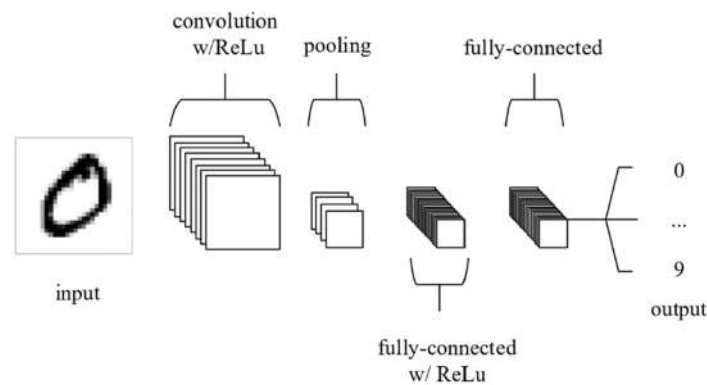 convolution
w/ReLu
pooling
fully-connected
0
...
9
input
output
fully-connected
w/ ReLu